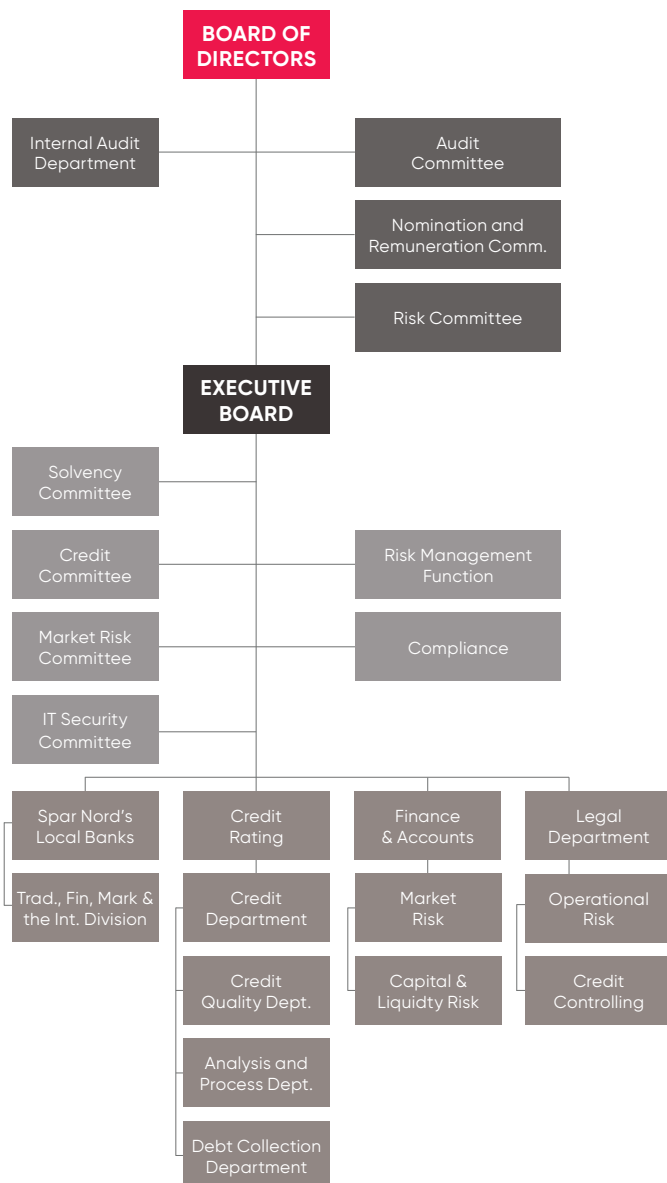 BOARD OF
DIRECTORS
Internal Audit
Department
Audit
Committee
Nomination and
Remuneration Comm.
Risk Committee
EXECUTIVE
BOARD
Solvency
Committee
Credit
Committee
Risk Management
Function
Market Risk
Committee
Compliance
IT Security
Committee
Spar Nord's
Local Banks
Credit
Rating
Finance
& Accounts
Legal
Department
Trad., Fin, Mark &
the Int. Division
Credit
Department
Market
Risk
Operational
Risk
Credit
Quality Dept.
Capital &
Liquidty Risk
Credit
Controlling
Analysis and
Process Dept.
Debt Collection
Department